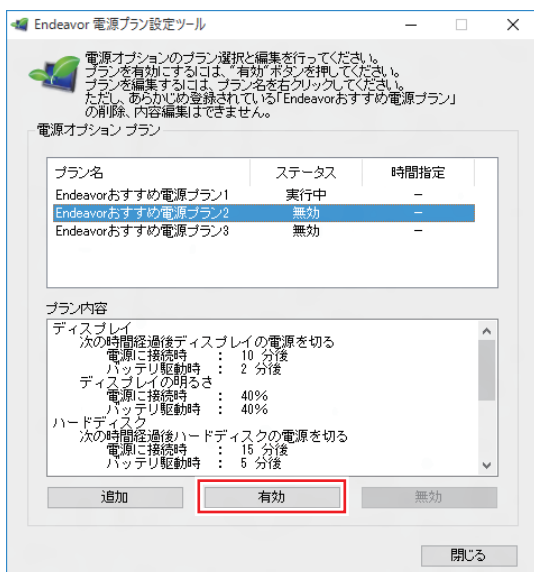 Endeavor 電源プラン設定ツール
電源オプションのプラン選択と編集を行ってください。
プランを有効にするには、"有効"ボタンを押してください。
プランを編集するには、プラン名を右クリックしてください。
ただし、あらかじめ登録されている「Endeavorおすすめ電源プラン」
の削除、内容編集はできません。
電源オプション プラン
プラン名 ステータス 時間指定
Endeavorおすすめ電源プラン1 実行中 −
Endeavorおすすめ電源プラン2 無効 −
Endeavorおすすめ電源プラン3 無効 −
プラン内容
ディスプレイ
次の時間経過後ディスプレイの電源を切る
電源に接続時 : 10 分後
バッテリ駆動時 : 2 分後
ディスプレイの明るさ
電源に接続時 : 40%
バッテリ駆動時 : 40%
ハードディスク
次の時間経過後ハードディスクの電源を切る
電源に接続時 : 15 分後
バッテリ駆動時 : 5 分後
追加 有効 無効
閉じる